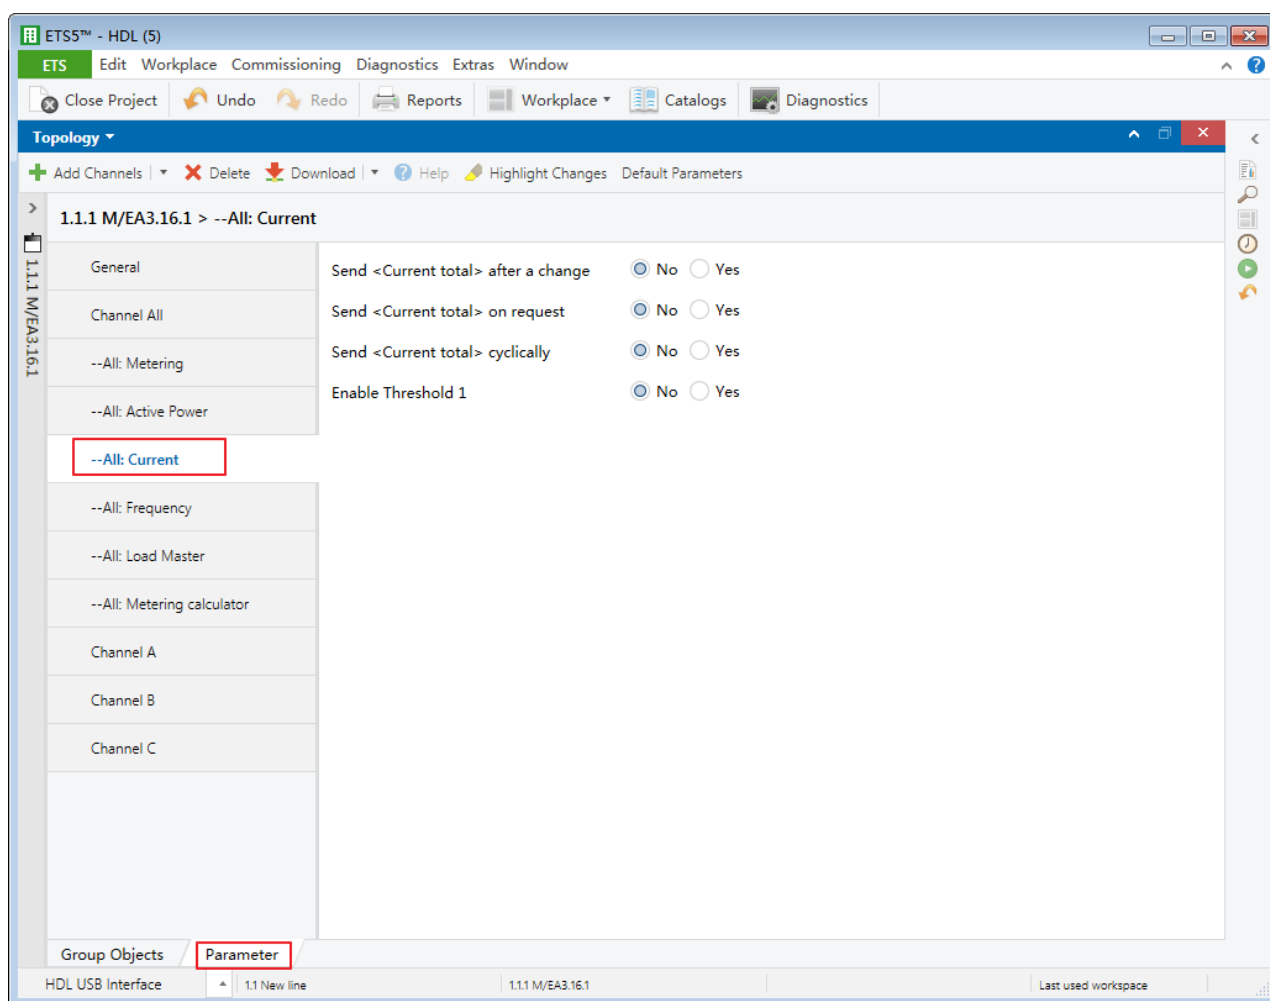 ETS5™ - HDL (5)
ETS Edit Workplace Commissioning Diagnostics Extras Window
Close Project Undo Redo Reports Workplace Catalogs Diagnostics
Topology
Add Channels Delete Download Help Highlight Changes Default Parameters
1.1.1 M/EA3.16.1 > --All: Current
1.1.1 M/EA3.16.1
General
Channel All
--All: Metering
--All: Active Power
--All: Current
--All: Frequency
--All: Load Master
--All: Metering calculator
Channel A
Channel B
Channel C
Send <Current total> after a change No Yes
Send <Current total> on request No Yes
Send <Current total> cyclically No Yes
Enable Threshold 1 No Yes
Group Objects Parameter
HDL USB Interface 1.1 New line 1.1.1 M/EA3.16.1 Last used workspace